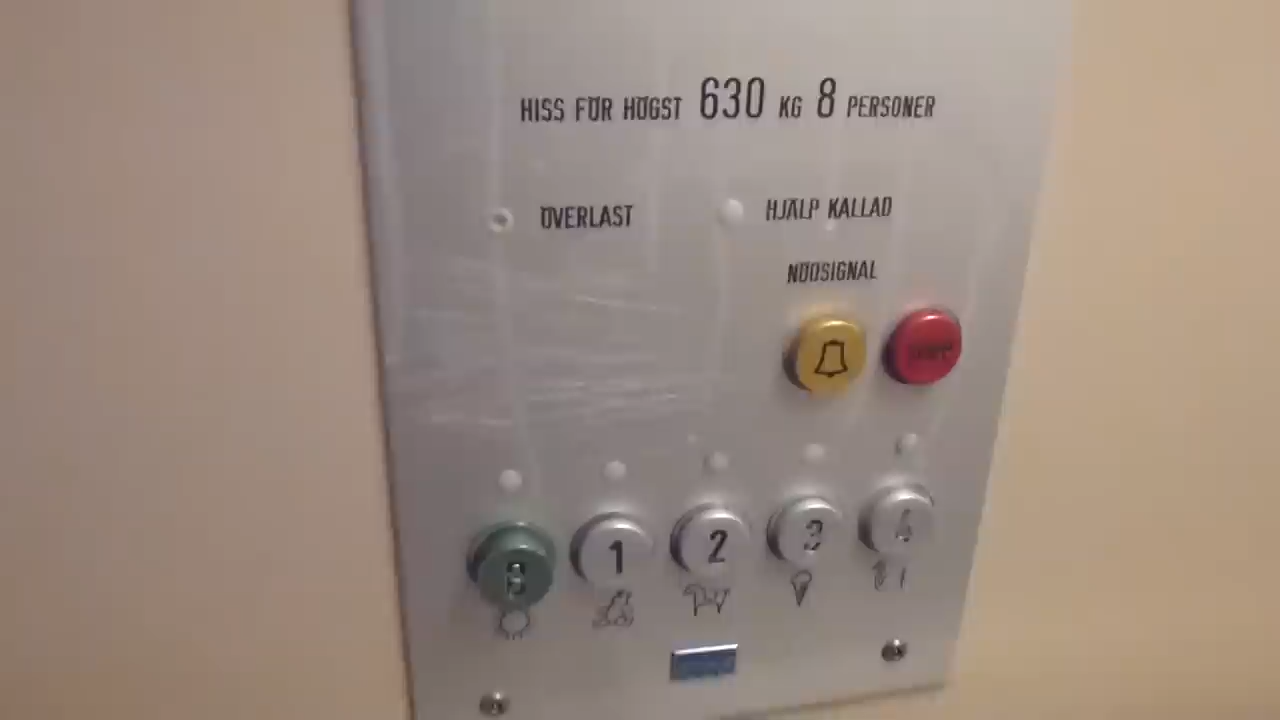 HISS FÖR HÖGST 630 KG 8 PERSONER
ÖVERLAST
HJÄLP KALLAD
NÖDSIGNAL
1 2 3 4